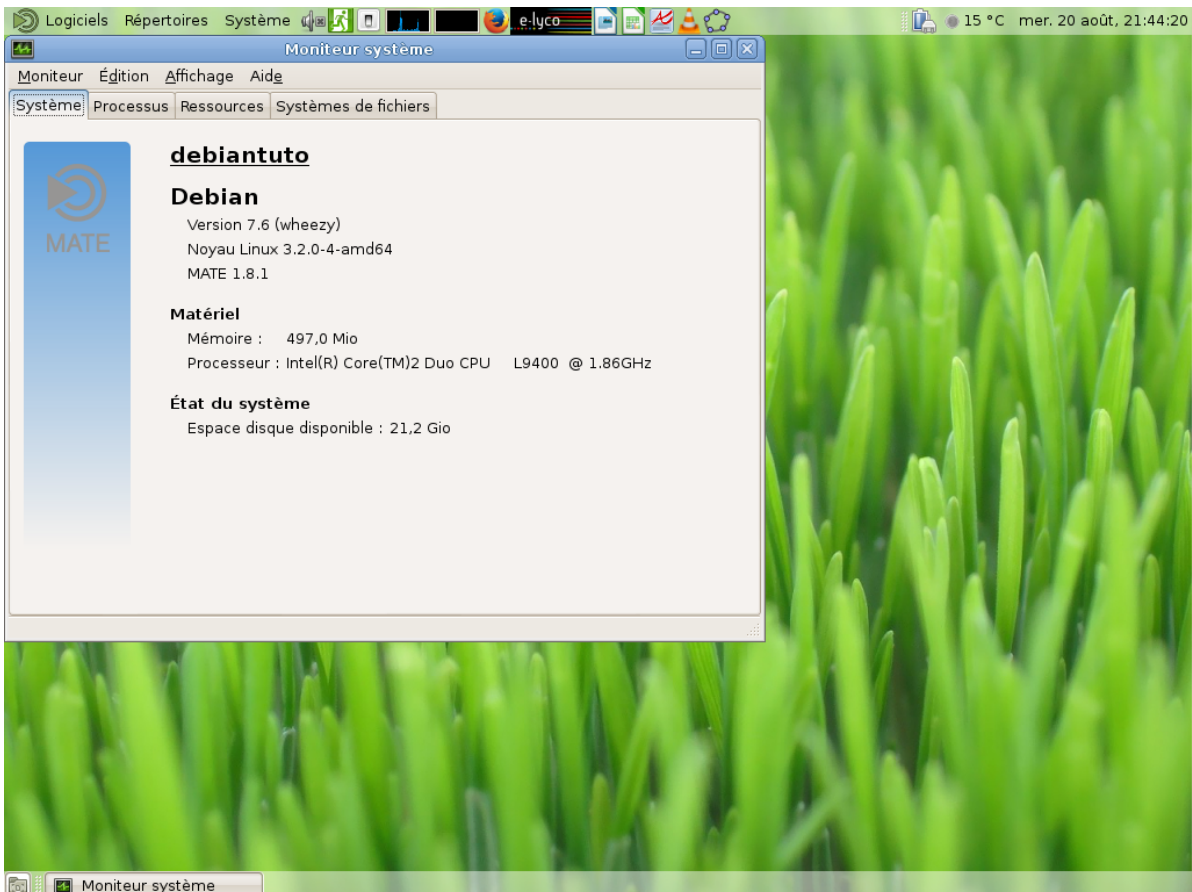 Logiciels Répertoires Système e-lyco 15 °C mer. 20 août, 21:44:20
Moniteur système
Moniteur Édition Affichage Aide
Système Processus Ressources Systèmes de fichiers
MATE
debiantuto
Debian
Version 7.6 (wheezy)
Noyau Linux 3.2.0-4-amd64
MATE 1.8.1
Matériel
Mémoire : 497,0 Mio
Processeur : Intel(R) Core(TM)2 Duo CPU L9400 @ 1.86GHz
État du système
Espace disque disponible : 21,2 Gio
Moniteur système